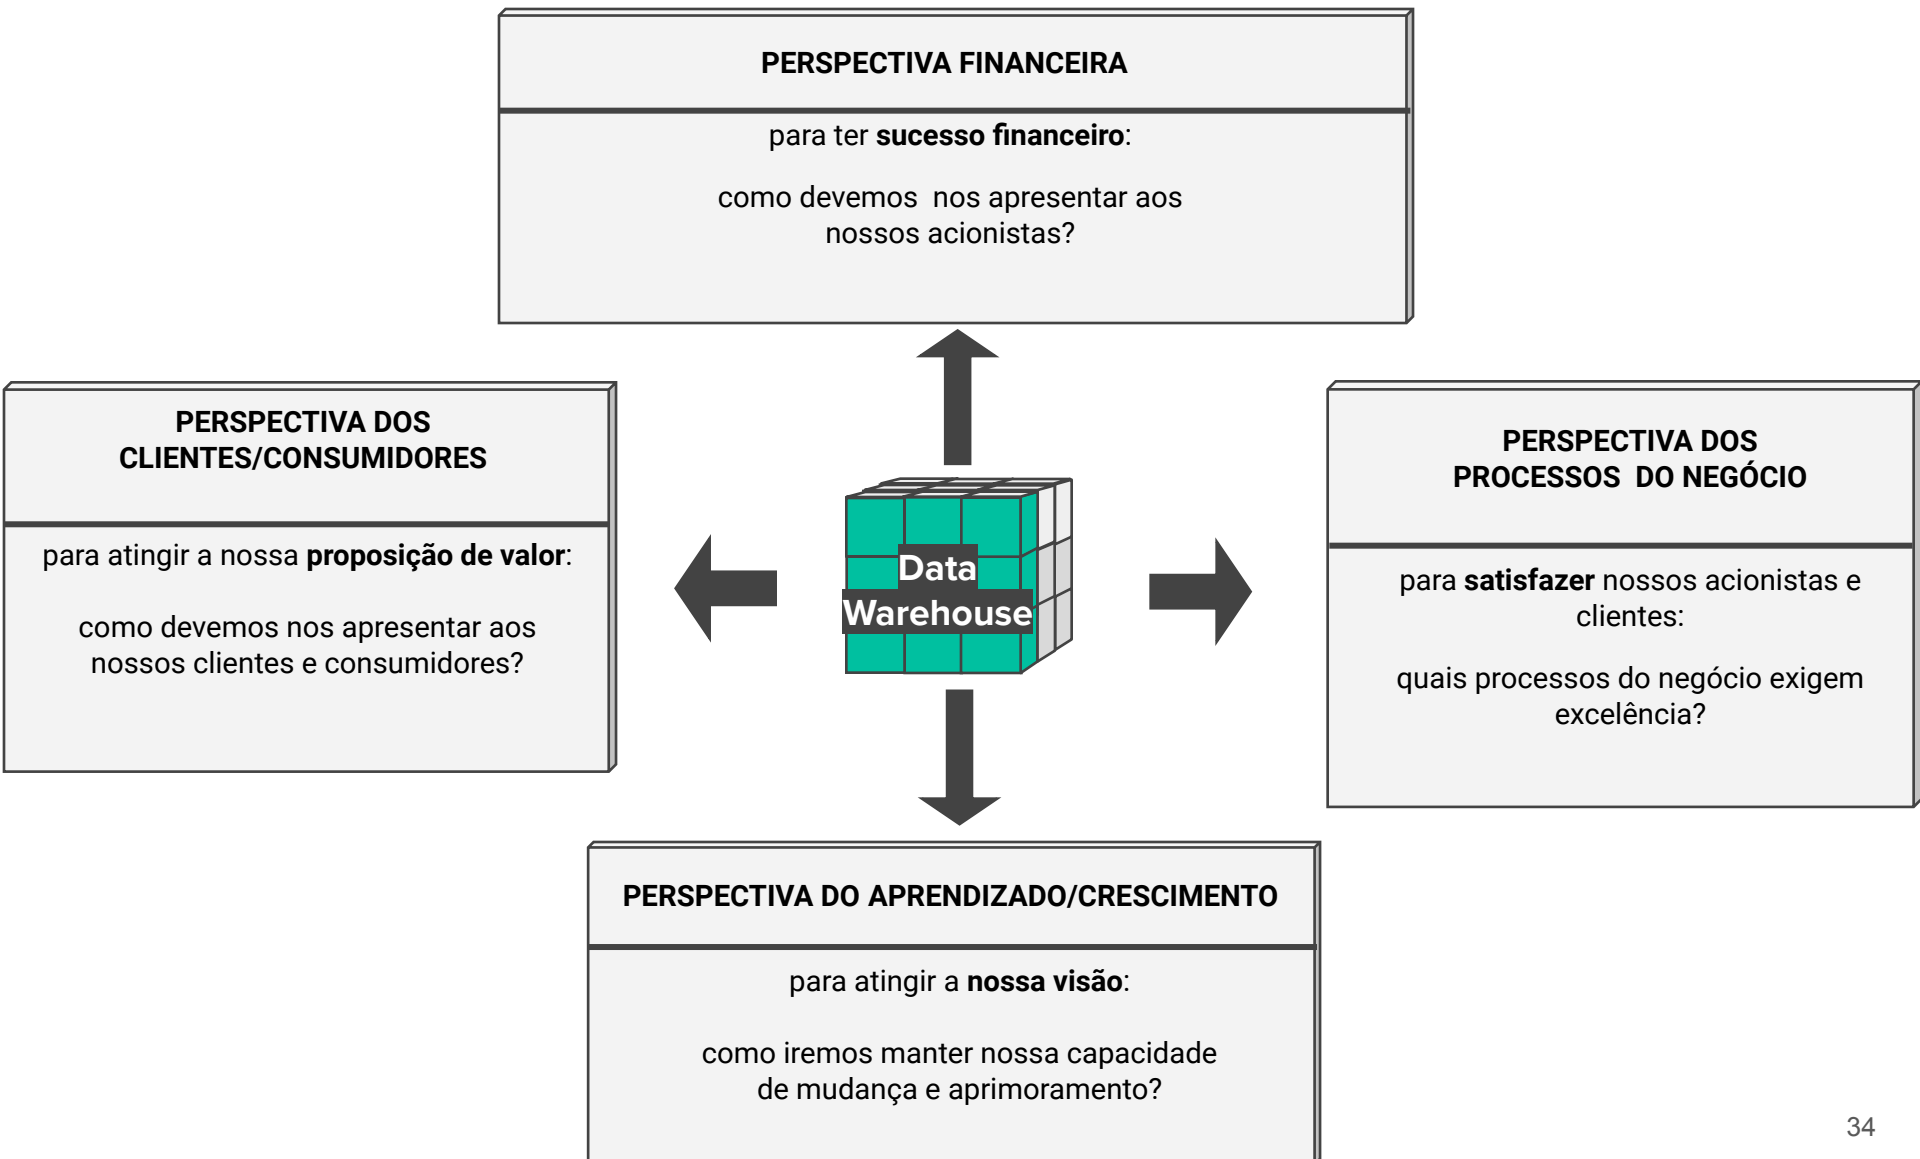 PERSPECTIVA FINANCEIRA
para ter sucesso financeiro:
como devemos nos apresentar aos
nossos acionistas?
PERSPECTIVA DOS
CLIENTES/CONSUMIDORES
para atingir a nossa proposição de valor:
como devemos nos apresentar aos
nossos clientes e consumidores?
Data
Warehouse
PERSPECTIVA DOS
PROCESSOS DO NEGÓCIO
para satisfazer nossos acionistas e
clientes:
quais processos do negócio exigem
excelência?
PERSPECTIVA DO APRENDIZADO/CRESCIMENTO
para atingir a nossa visão:
como iremos manter nossa capacidade
de mudança e aprimoramento?
34